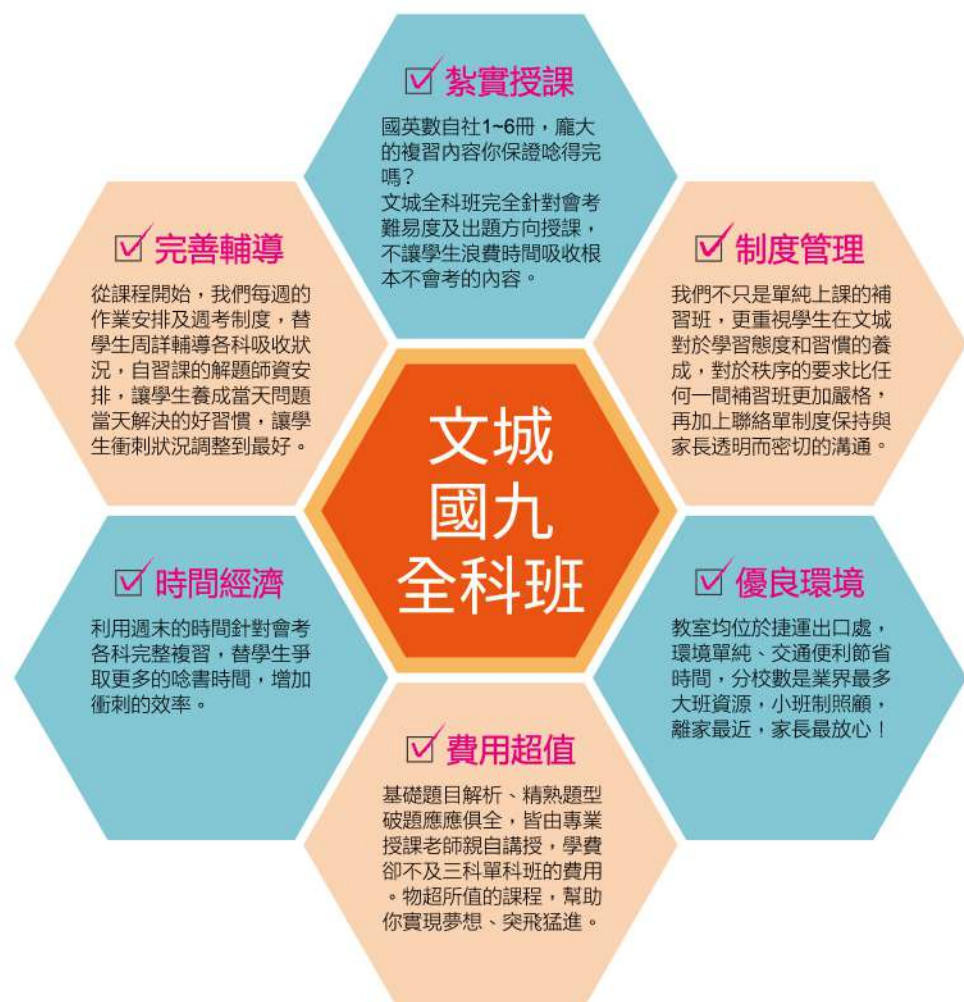 紮實授課
國英數自社1~6冊，龐大
的複習內容你保證唸得完
嗎？
文城全科班完全針對會考
難易度及出題方向授課，
不讓學生浪費時間吸收根
本不會考的內容。
完善輔導
從課程開始，我們每週的
作業安排及週考制度，替
學生周詳輔導各科吸收狀
況，自習課的解題師資安
排，讓學生養成當天問題
當天解決的好習慣，讓學
生衝刺狀況調整到最好。
制度管理
我們不只是單純上課的補
習班，更重視學生在文城
對於學習態度和習慣的養
成，對於秩序的要求比任
何一間補習班更加嚴格，
再加上聯絡單制度保持與
家長透明而密切的溝通。
文城
國九
全科班
時間經濟
利用週末的時間針對會考
各科完整複習，替學生爭
取更多的唸書時間，增加
衝刺的效率。
優良環境
教室均位於捷運出口處，
環境單純、交通便利節省
時間，分校數是業界最多
大班資源，小班制照顧，
離家最近，家長最放心！
費用超值
基礎題目解析、精熟題型
破題應應俱全，皆由專業
授課老師親自講授，學費
卻不及三科單科班的費用
。物超所值的課程，幫助
你實現夢想、突飛猛進。